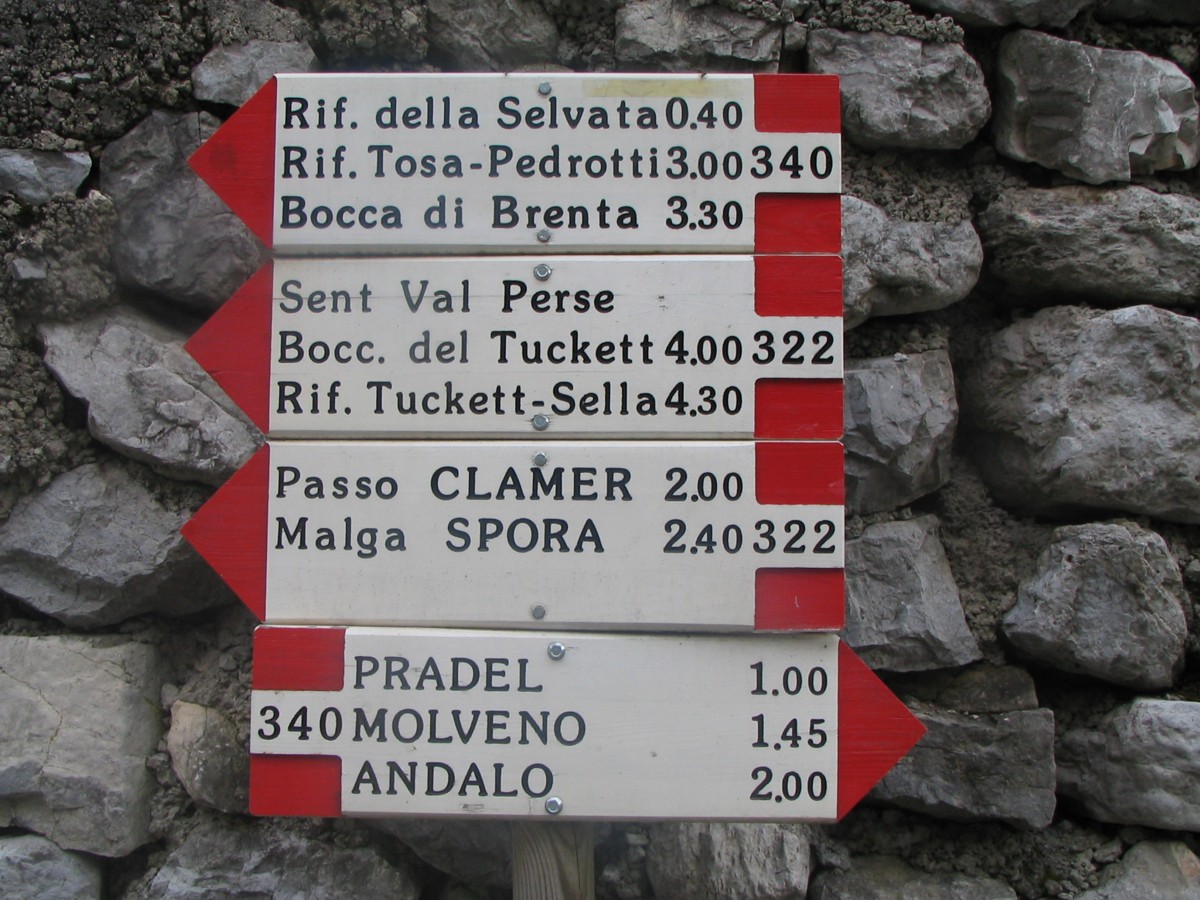 Rif. della Selvata 0.40
Rif. Tosa-Pedrotti 3.00 340
Bocca di Brenta 3.30
Sent Val Perse
Bocc. del Tuckett 4.00 322
Rif. Tuckett-Sella 4.30
Passo CLAMER 2.00
Malga SPORA 2.40 322
PRADEL 1.00
340 MOLVENO 1.45
ANDALO 2.00